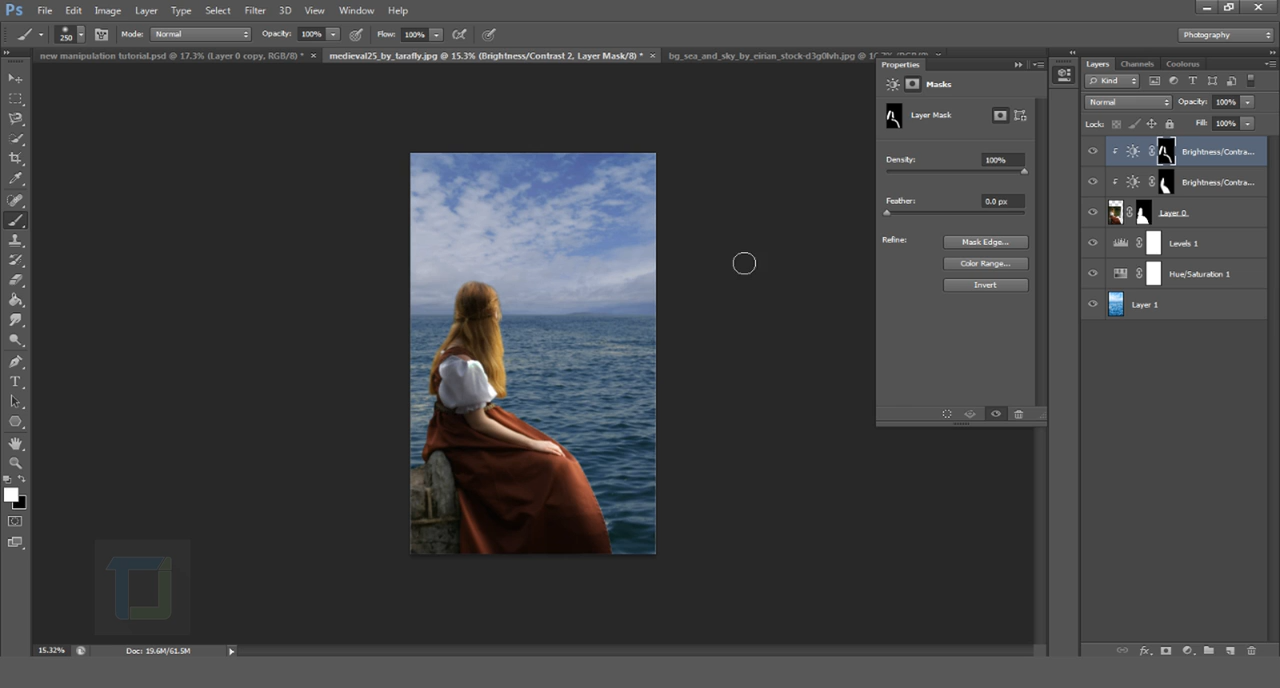 Ps File Edit Image Layer Type Select Filter 3D View Window Help
250 Mode: Normal Opacity: 100% Flow: 100% Photography
new manipulation tutorial.psd @ 17.3% (Layer 0 copy, RGB/8) * × medieval25_by_tarafly.jpg @ 15.3% (Brightness/Contrast 2, Layer Mask/8) * × bg_sea_and_sky_by_eirian_stock-d3g0lvh.jpg
Properties
Masks
Layer Mask
Density: 100%
Feather: 0.0 px
Refine: Mask Edge...
Color Range...
Invert
Layers Channels Coolorus
Kind
Normal Opacity: 100%
Lock: Fill: 100%
Brightness/Contra...
Brightness/Contra...
Layer 0
Levels 1
Hue/Saturation 1
Layer 1
15.32% Doc: 19.6M/61.5M